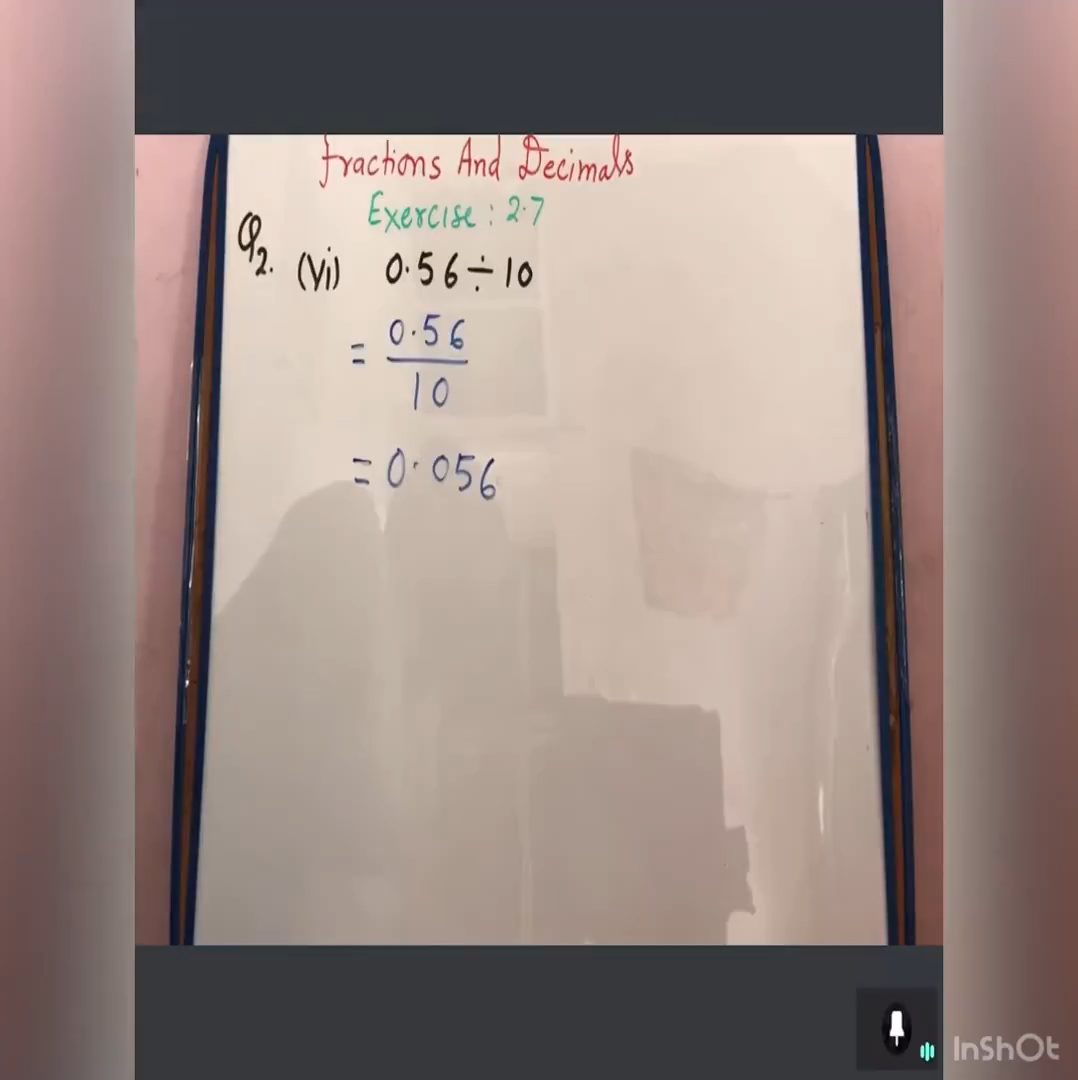 Fractions And Decimals
Exercise : 2.7
Q2. (Vi) 0.56 ÷ 10
= 0.56
10
= 0.056
InShOt